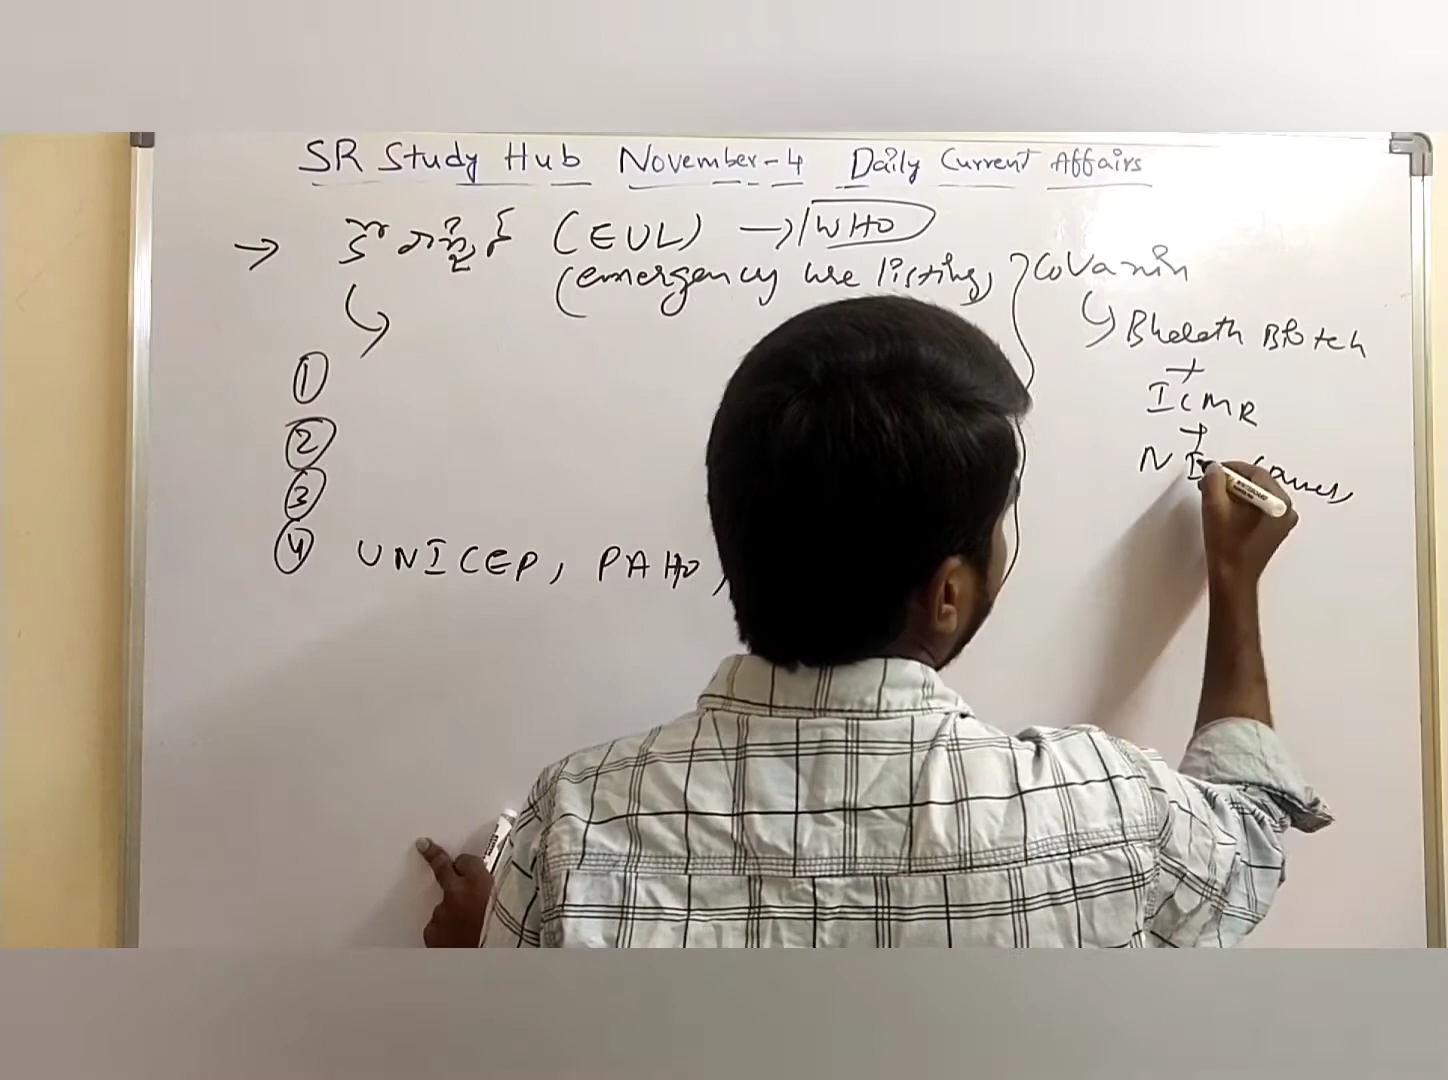 SR Study Hub November-4 Daily Current Affairs
→ కోవాగ్జిన్ (EUL) → WHO
(emergency use listing) Covaxin
Bharath Biotech
+
ICMR
+
N I
①
②
③
④ UNICEP, PAHO,